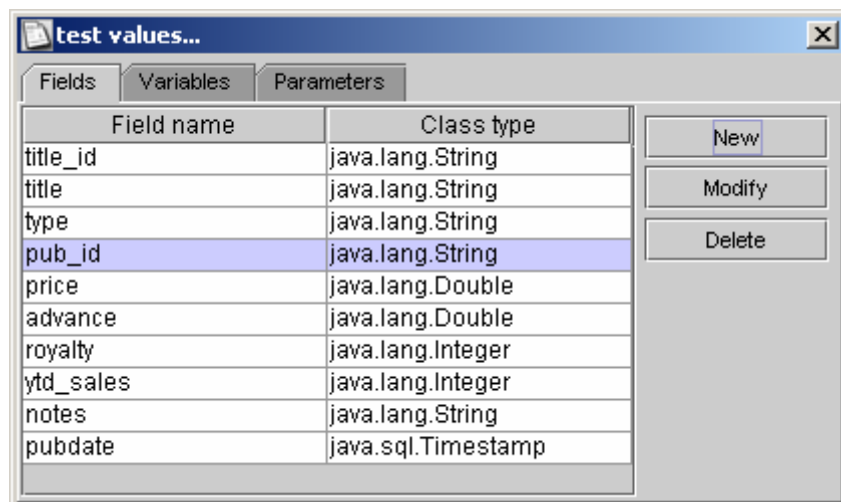 test values...
Fields Variables Parameters
Field name Class type
New
title_id java.lang.String
title java.lang.String
Modify
type java.lang.String
Delete
pub_id java.lang.String
price java.lang.Double
advance java.lang.Double
royalty java.lang.Integer
ytd_sales java.lang.Integer
notes java.lang.String
pubdate java.sql.Timestamp